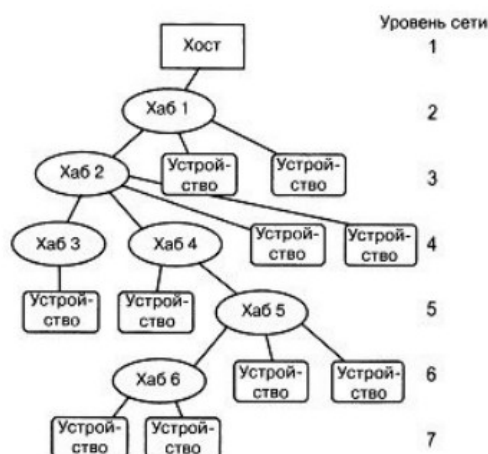 Уровень сети
Хост
1
Хаб 1
2
Хаб 2
Устрой-
ство
Устрой-
ство
3
Хаб 3
Хаб 4
Устрой-
ство
Устрой-
ство
4
Устрой-
ство
Устрой-
ство
Хаб 5
5
Хаб 6
Устрой-
ство
Устрой-
ство
6
Устрой-
ство
Устрой-
ство
7